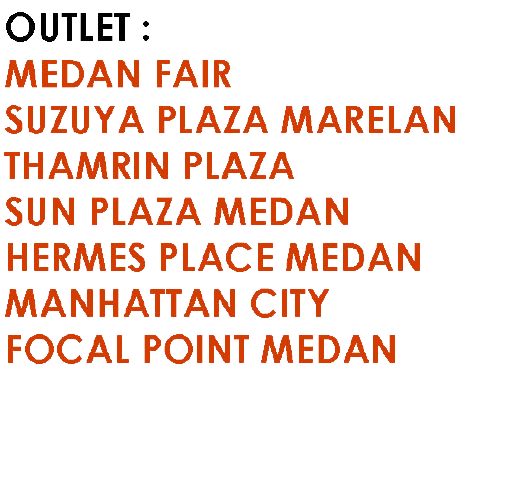 OUTLET :
MEDAN FAIR
SUZUYA PLAZA MARELAN
THAMRIN PLAZA
SUN PLAZA MEDAN
HERMES PLACE MEDAN
MANHATTAN CITY
FOCAL POINT MEDAN